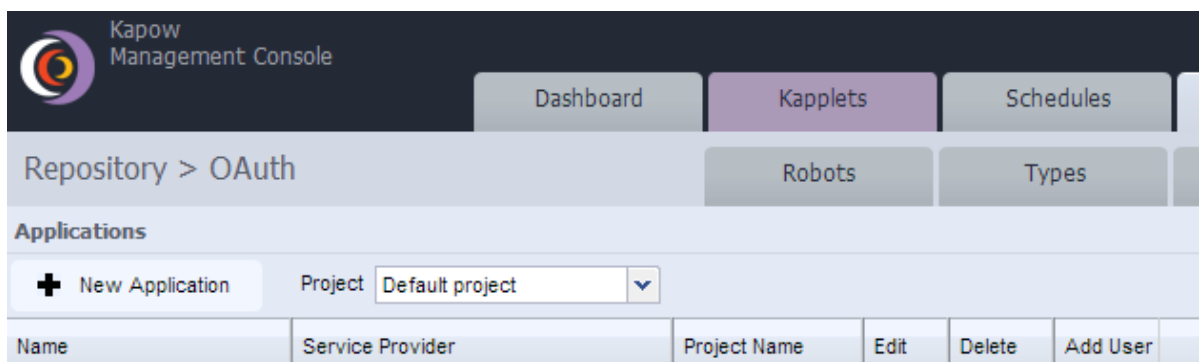 Kapow
Management Console
Dashboard Kapplets Schedules
Repository > OAuth Robots Types
Applications
New Application Project Default project
Name Service Provider Project Name Edit Delete Add User